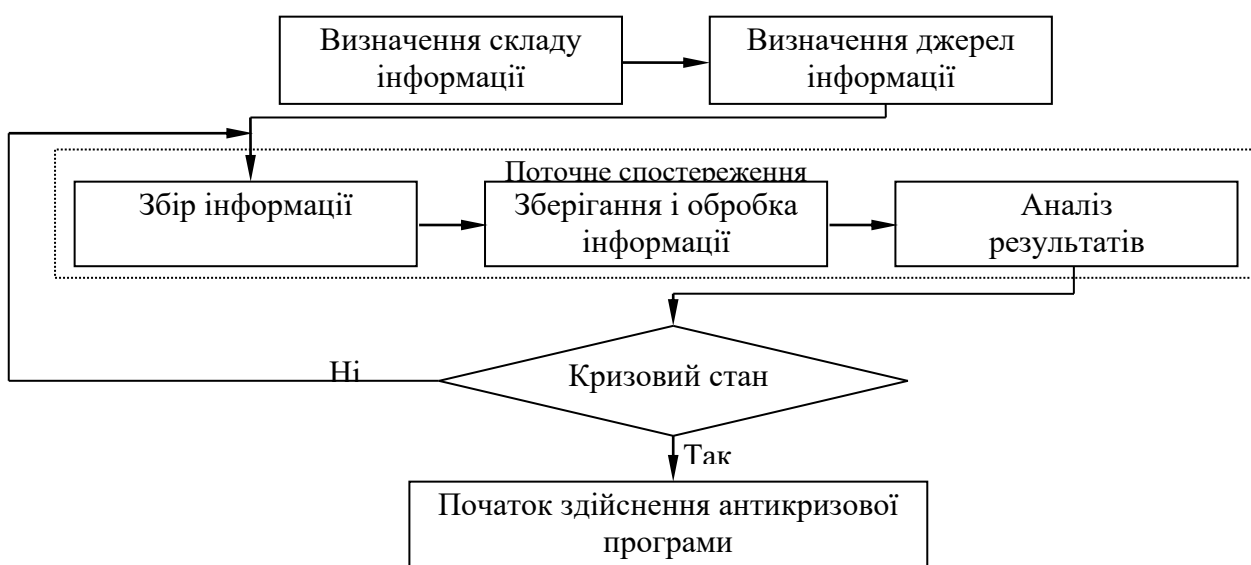 Визначення складу
інформації
Визначення джерел
інформації
Поточне спостереження
Збір інформації
Зберігання і обробка
інформації
Аналіз
результатів
Ні
Кризовий стан
Так
Початок здійснення антикризової
програми